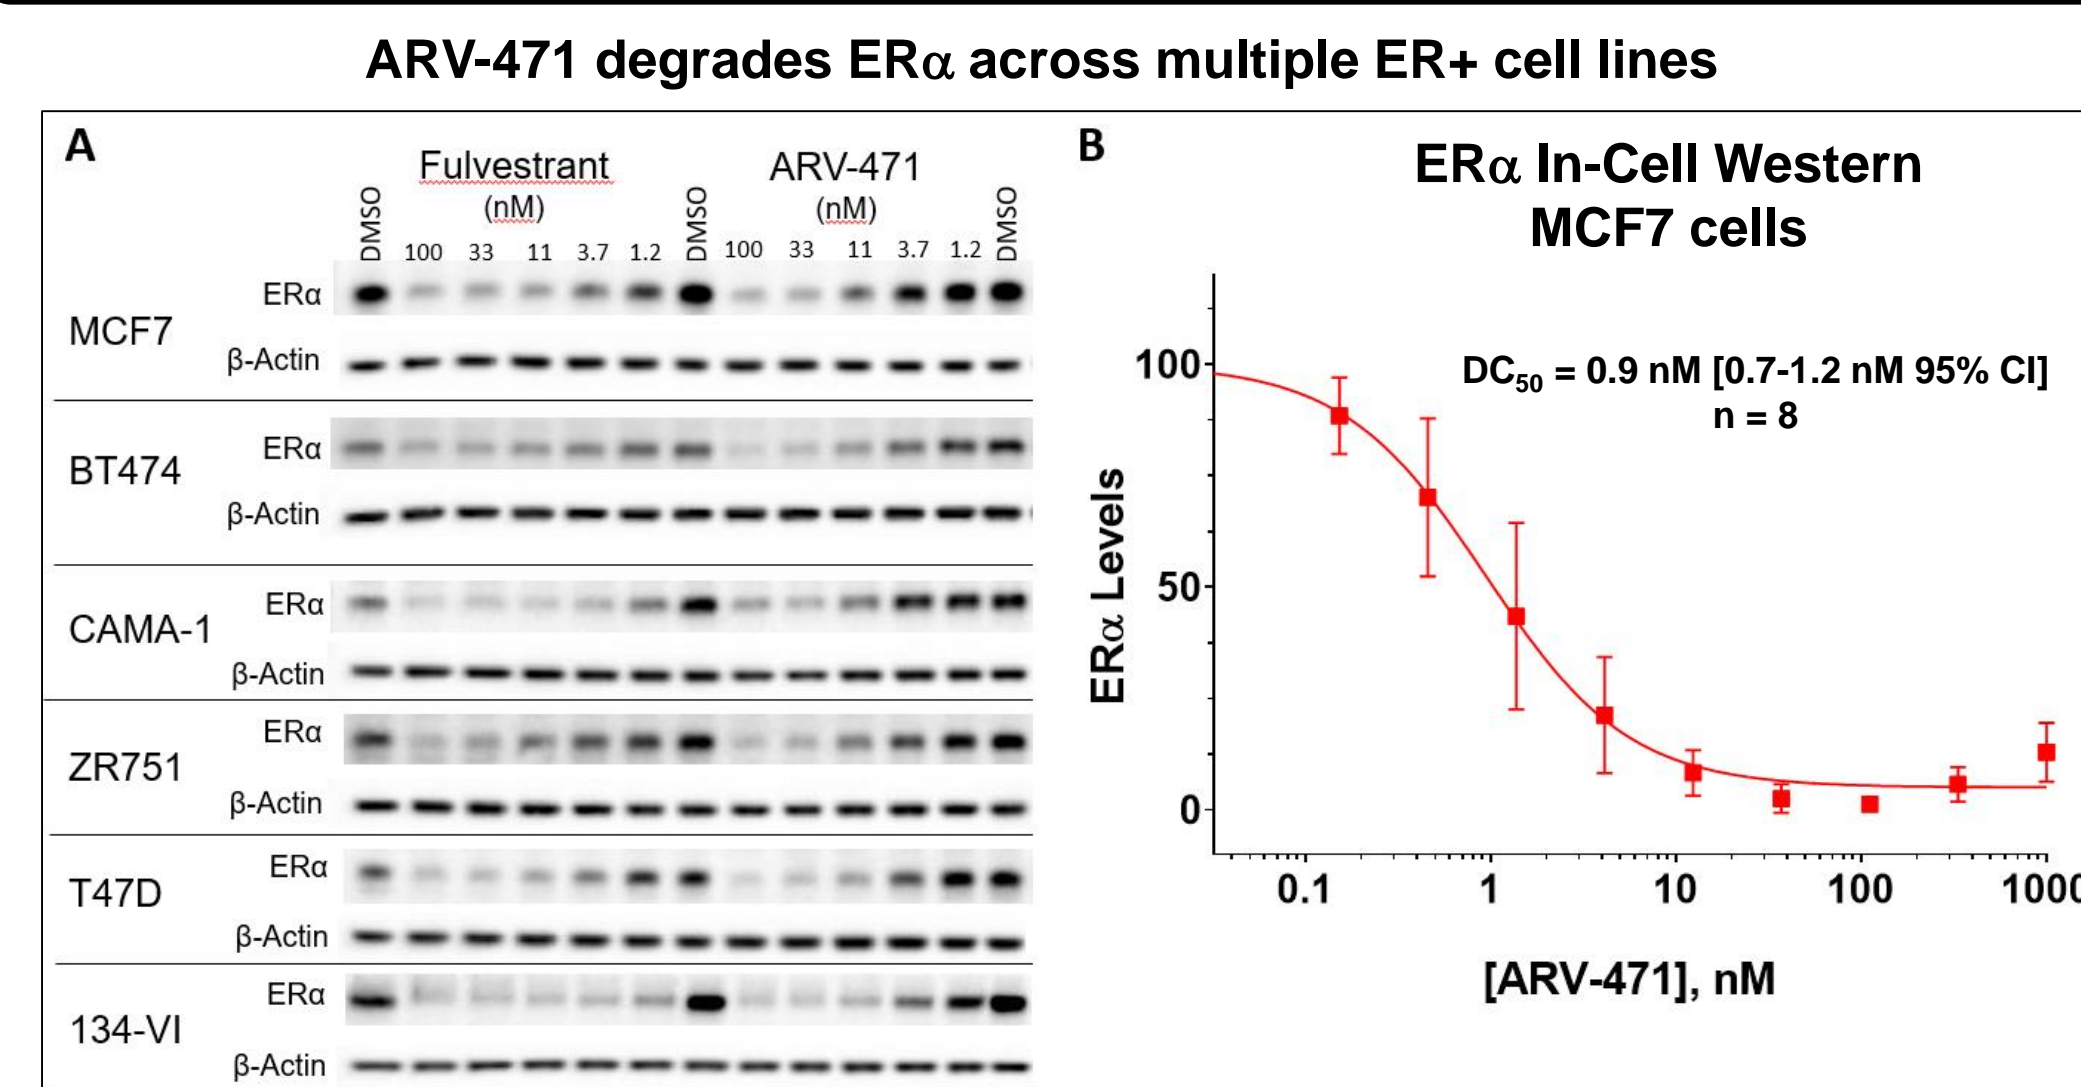 ARV-471 degrades ERα across multiple ER+ cell lines
A
Fulvestrant
(nM)
ARV-471
(nM)
DMSO 100 33 11 3.7 1.2 DMSO 100 33 11 3.7 1.2 DMSO
MCF7
ERα
β-Actin
BT474
ERα
β-Actin
CAMA-1
ERα
β-Actin
ZR751
ERα
β-Actin
T47D
ERα
β-Actin
134-VI
ERα
β-Actin
B
ERα In-Cell Western
MCF7 cells
DC₅₀ = 0.9 nM [0.7-1.2 nM 95% CI]
n = 8
ERα Levels
100
50
0
0.1 1 10 100 1000
[ARV-471], nM